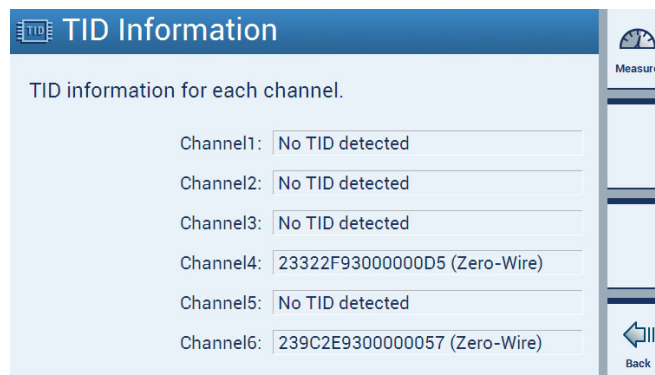 TID
TID Information
Measure
TID information for each channel.
Channel1: No TID detected
Channel2: No TID detected
Channel3: No TID detected
Channel4: 23322F93000000D5 (Zero-Wire)
Channel5: No TID detected
Channel6: 239C2E9300000057 (Zero-Wire)
Back